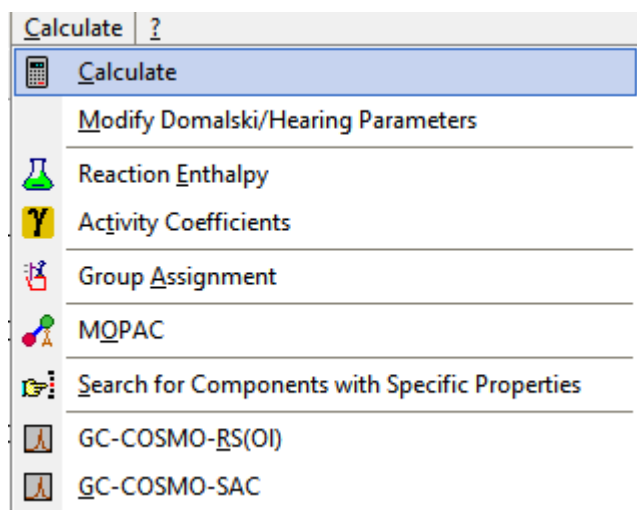 Calculate ?
Calculate
Modify Domalski/Hearing Parameters
Reaction Enthalpy
γ Activity Coefficients
Group Assignment
MOPAC
Search for Components with Specific Properties
GC-COSMO-RS(OI)
GC-COSMO-SAC